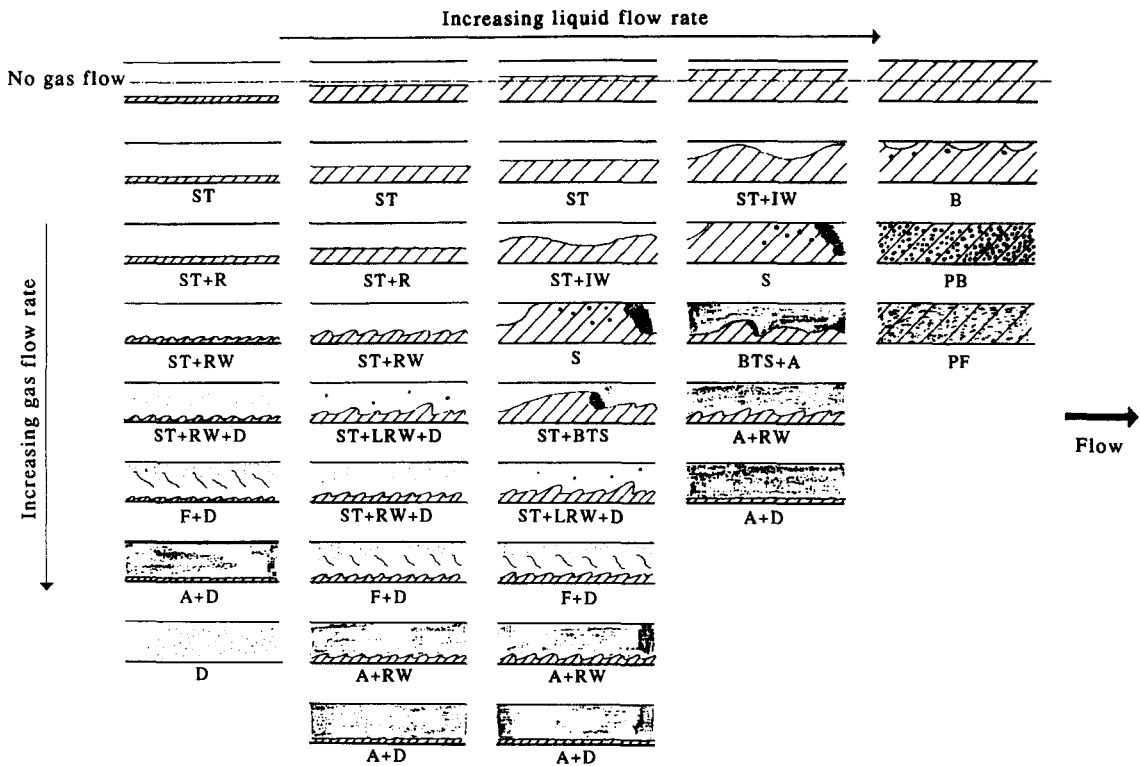 Increasing liquid flow rate
No gas flow
ST ST ST ST+IW B
ST+R ST+R ST+IW S PB
ST+RW ST+RW S BTS+A PF
ST+RW+D ST+LRW+D ST+BTS A+RW
Flow
F+D ST+RW+D ST+LRW+D A+D
A+D F+D F+D
D A+RW A+RW
A+D A+D
Increasing gas flow rate